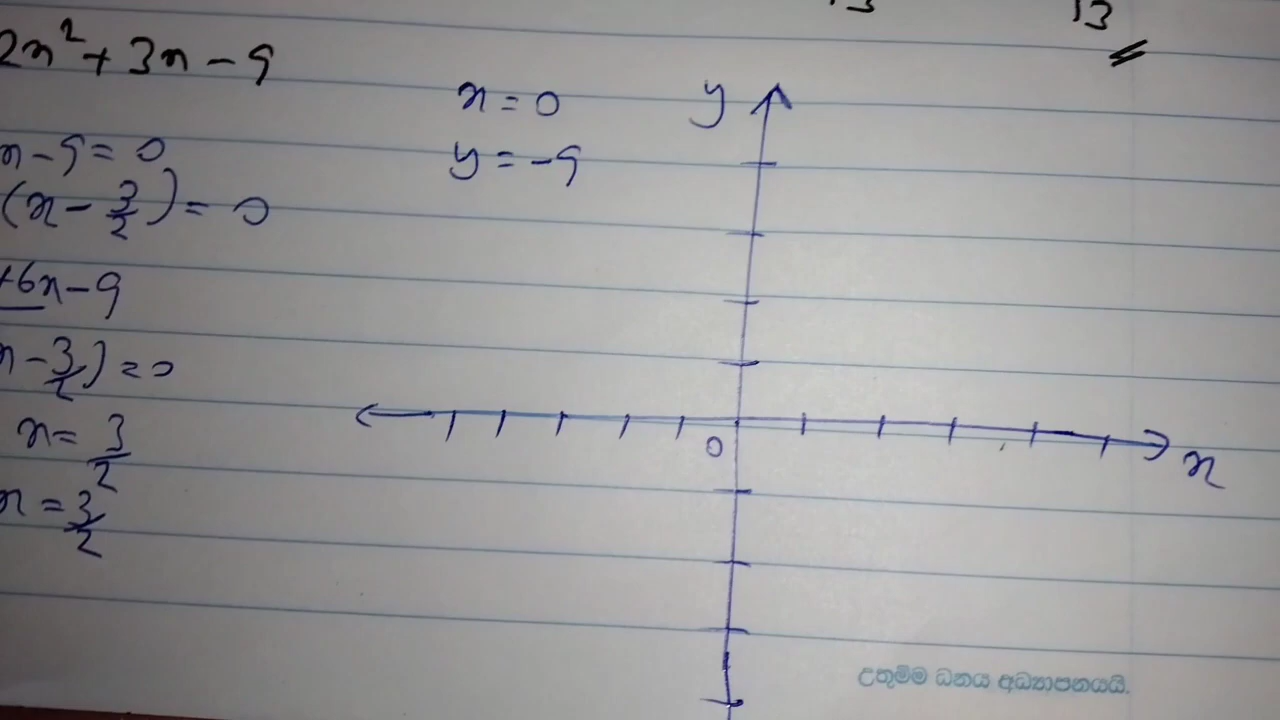 13 13
2x² + 3x - 9
x = 0
y
y = -9
x - 9 = 0
(x - 3/2) = 0
+6x - 9
x - 3/2) = 0
0
x
x = 3/2
x = 3/2
උතුම්ම ධනය අධ්‍යාපනයයි.